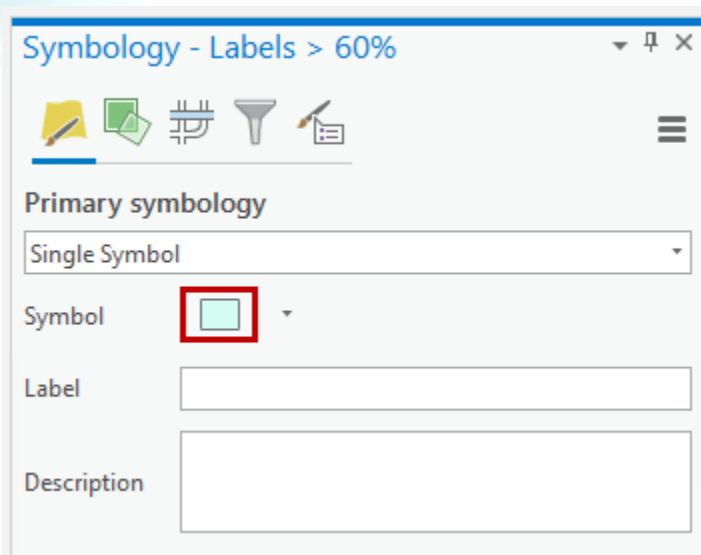 Symbology - Labels > 60%
Primary symbology
Single Symbol
Symbol
Label
Description